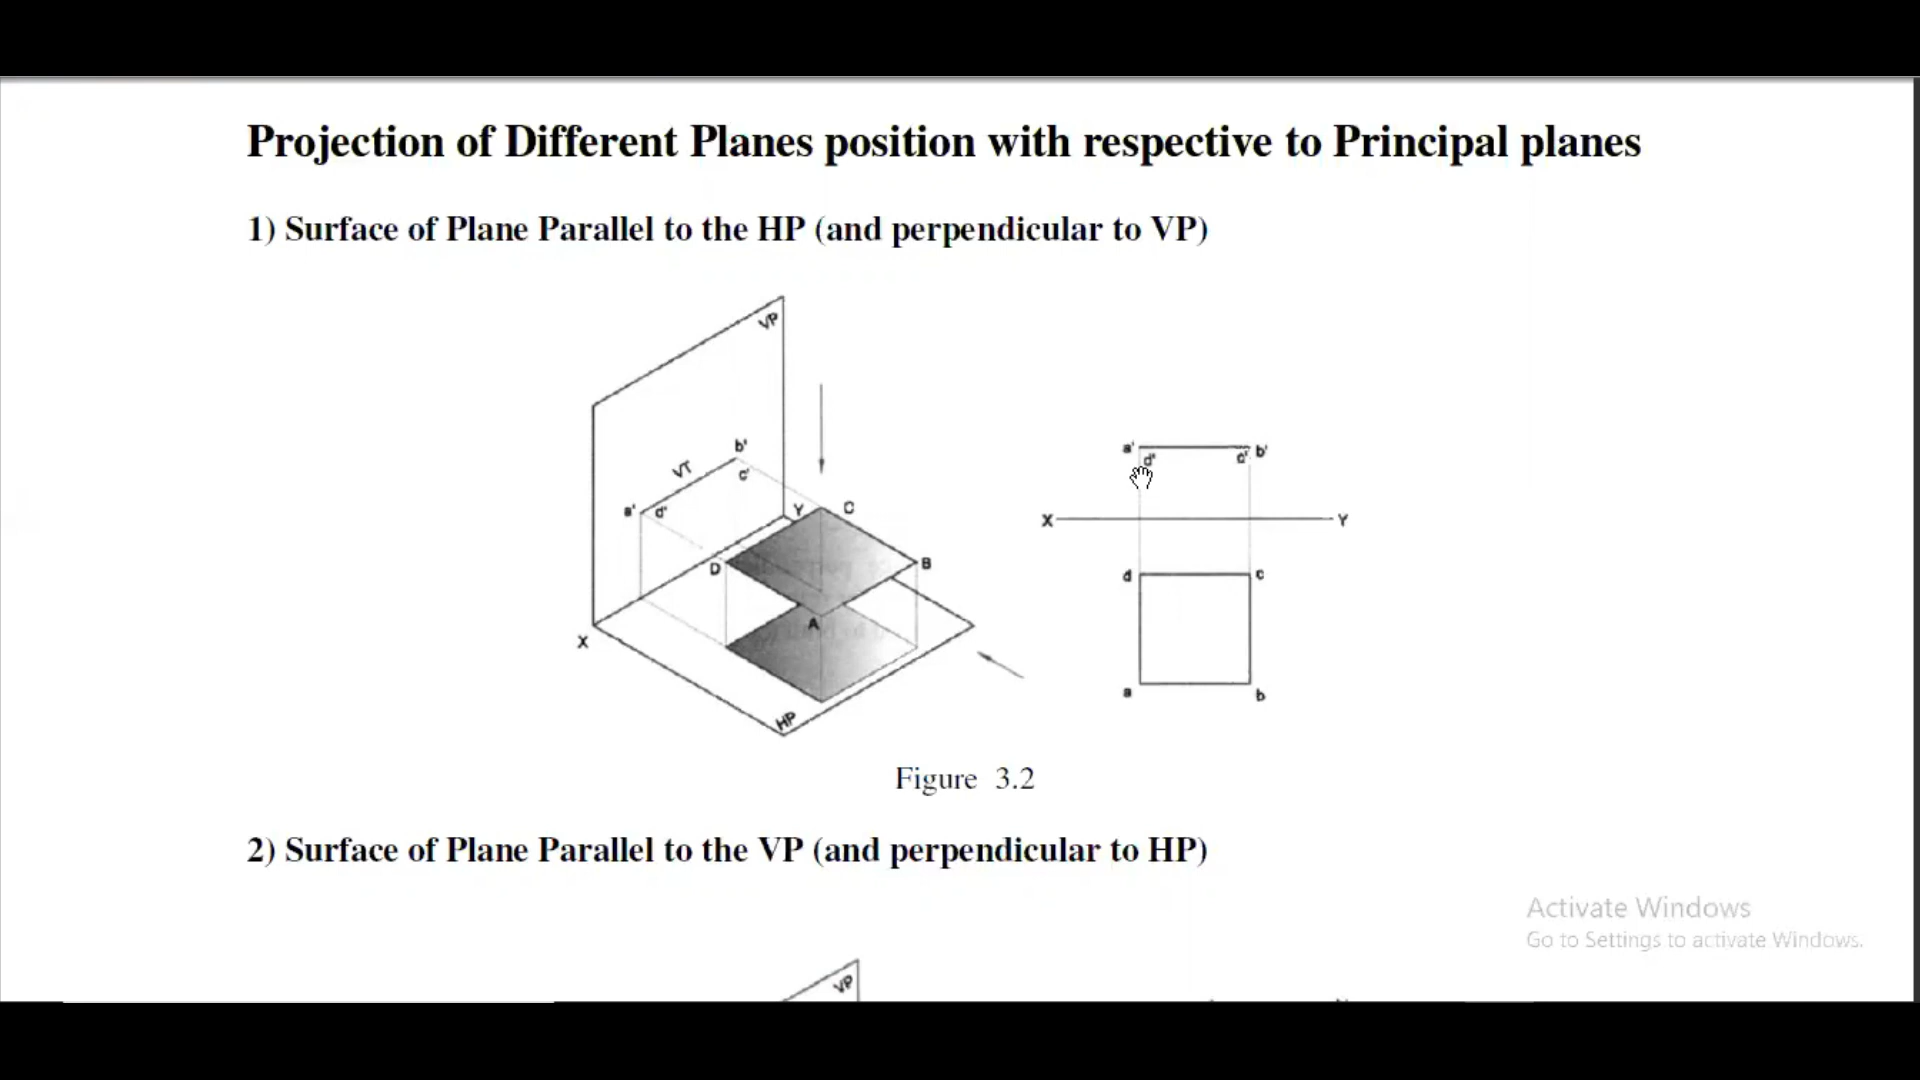 Projection of Different Planes position with respective to Principal planes
1) Surface of Plane Parallel to the HP (and perpendicular to VP)
VP
b'
VT
c'
a'
d'
Y
C
D
B
A
X
HP
a'
d'
c'
b'
X
Y
d
c
a
b
Figure 3.2
2) Surface of Plane Parallel to the VP (and perpendicular to HP)
Activate Windows
Go to Settings to activate Windows.
VP